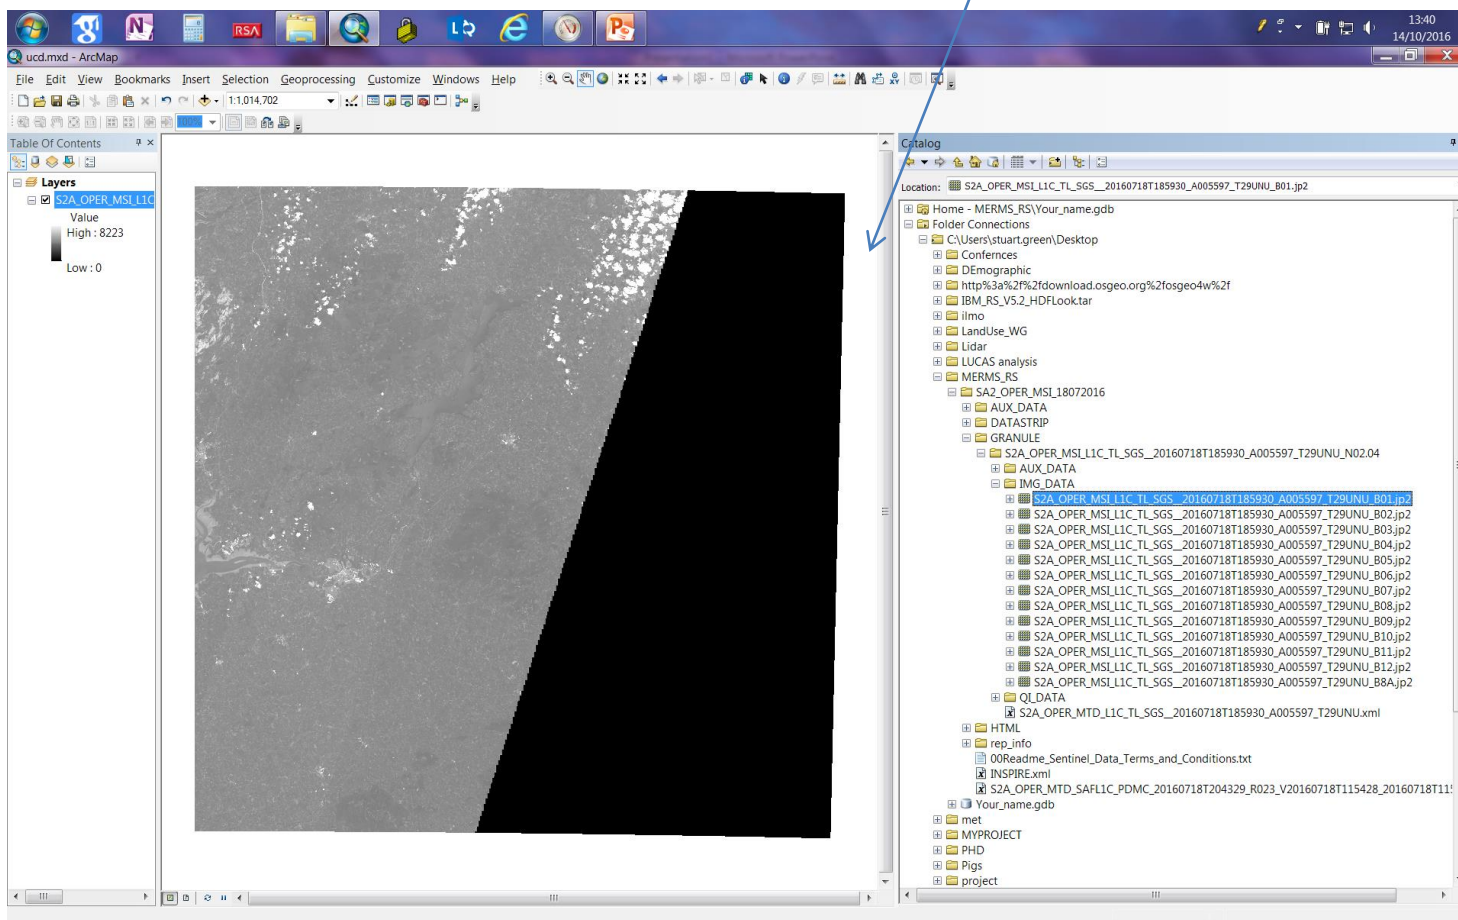 RSA
13:40
14/10/2016
ucd.mxd - ArcMap
File Edit View Bookmarks Insert Selection Geoprocessing Customize Windows Help
1:1,014,702
100%
Table Of Contents
Layers
S2A_OPER_MSI_L1C
Value
High : 8223
Low : 0
Catalog
Location: S2A_OPER_MSI_L1C_TL_SGS__20160718T185930_A005597_T29UNU_B01.jp2
Home - MERMS_RS\Your_name.gdb
Folder Connections
C:\Users\stuart.green\Desktop
Confernces
DEmographic
http%3a%2f%2fdownload.osgeo.org%2fosgeo4w%2f
IBM_RS_V5.2_HDFLook.tar
ilmo
LandUse_WG
Lidar
LUCAS analysis
MERMS_RS
SA2_OPER_MSI_18072016
AUX_DATA
DATASTRIP
GRANULE
S2A_OPER_MSI_L1C_TL_SGS__20160718T185930_A005597_T29UNU_N02.04
AUX_DATA
IMG_DATA
S2A_OPER_MSI_L1C_TL_SGS__20160718T185930_A005597_T29UNU_B01.jp2
S2A_OPER_MSI_L1C_TL_SGS__20160718T185930_A005597_T29UNU_B02.jp2
S2A_OPER_MSI_L1C_TL_SGS__20160718T185930_A005597_T29UNU_B03.jp2
S2A_OPER_MSI_L1C_TL_SGS__20160718T185930_A005597_T29UNU_B04.jp2
S2A_OPER_MSI_L1C_TL_SGS__20160718T185930_A005597_T29UNU_B05.jp2
S2A_OPER_MSI_L1C_TL_SGS__20160718T185930_A005597_T29UNU_B06.jp2
S2A_OPER_MSI_L1C_TL_SGS__20160718T185930_A005597_T29UNU_B07.jp2
S2A_OPER_MSI_L1C_TL_SGS__20160718T185930_A005597_T29UNU_B08.jp2
S2A_OPER_MSI_L1C_TL_SGS__20160718T185930_A005597_T29UNU_B09.jp2
S2A_OPER_MSI_L1C_TL_SGS__20160718T185930_A005597_T29UNU_B10.jp2
S2A_OPER_MSI_L1C_TL_SGS__20160718T185930_A005597_T29UNU_B11.jp2
S2A_OPER_MSI_L1C_TL_SGS__20160718T185930_A005597_T29UNU_B12.jp2
S2A_OPER_MSI_L1C_TL_SGS__20160718T185930_A005597_T29UNU_B8A.jp2
QI_DATA
S2A_OPER_MTD_L1C_TL_SGS__20160718T185930_A005597_T29UNU.xml
HTML
rep_info
00Readme_Sentinel_Data_Terms_and_Conditions.txt
INSPIRE.xml
S2A_OPER_MTD_SAFL1C_PDMC_20160718T204329_R023_V20160718T115428_20160718T11
Your_name.gdb
met
MYPROJECT
PHD
Pigs
project